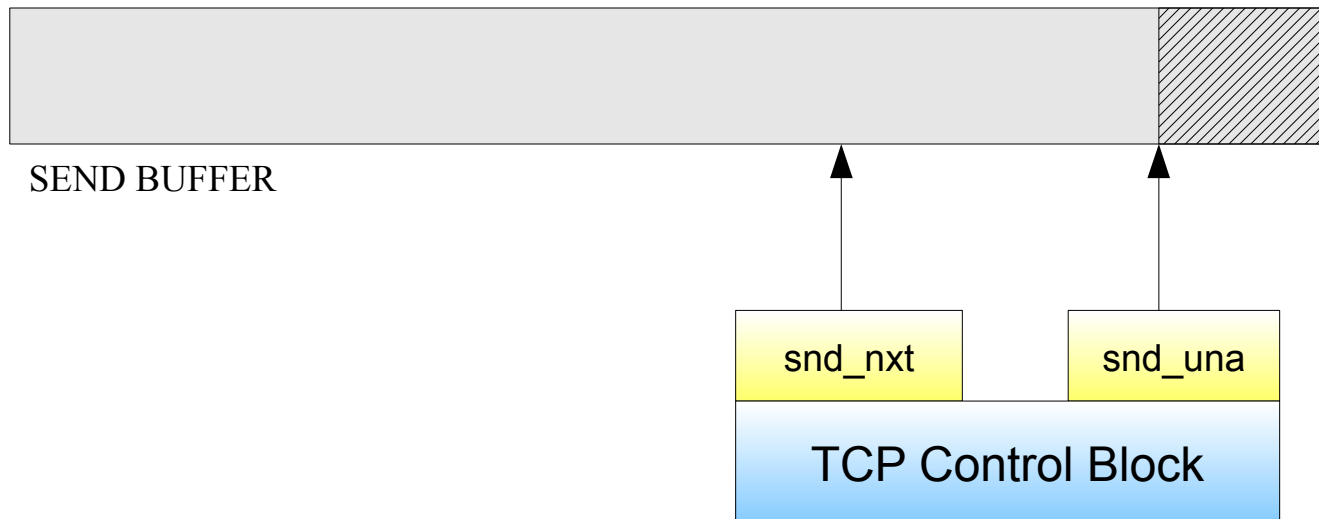 SEND BUFFER
snd_nxt
snd_una
TCP Control Block